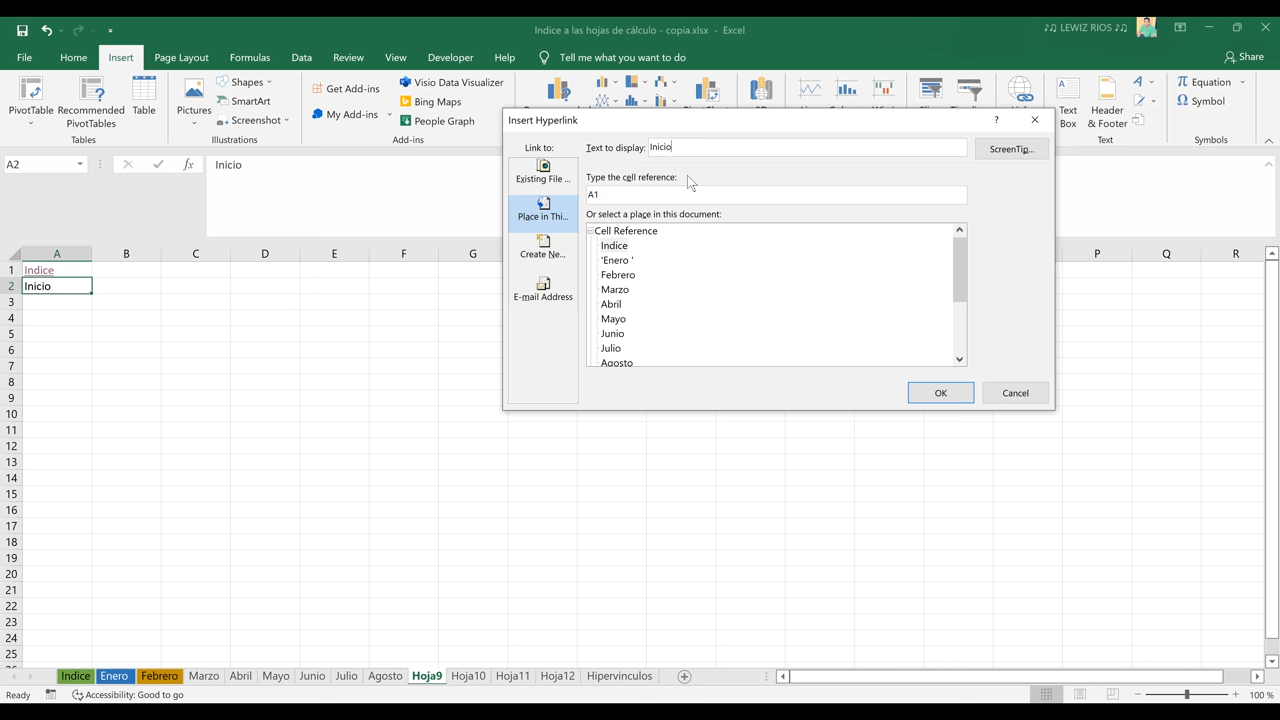 Indice a las hojas de cálculo - copia.xlsx - Excel
♪♫ LEWIZ RIOS ♪♫
File Home Insert Page Layout Formulas Data Review View Developer Help Tell me what you want to do Share
PivotTable
Recommended
PivotTables
Table
Tables
Pictures
Shapes
SmartArt
Screenshot
Illustrations
Get Add-ins
My Add-ins
Visio Data Visualizer
Bing Maps
People Graph
Add-ins
Text
Box
Header
& Footer
Text
Equation
Symbol
Symbols
A2
fx
Inicio
Insert Hyperlink
?
Link to:
Text to display: Inicio
ScreenTip...
Existing File ...
Place in Thi...
Create Ne...
E-mail Address
Type the cell reference:
A1
Or select a place in this document:
Cell Reference
Indice
'Enero '
Febrero
Marzo
Abril
Mayo
Junio
Julio
Agosto
OK Cancel
A B C D E F G P Q R
1 Indice
2 Inicio
3
4
5
6
7
8
9
10
11
12
13
14
15
16
17
18
19
20
21
22
23
24
25
Indice Enero Febrero Marzo Abril Mayo Junio Julio Agosto Hoja9 Hoja10 Hoja11 Hoja12 Hipervinculos
Ready Accessibility: Good to go 100 %